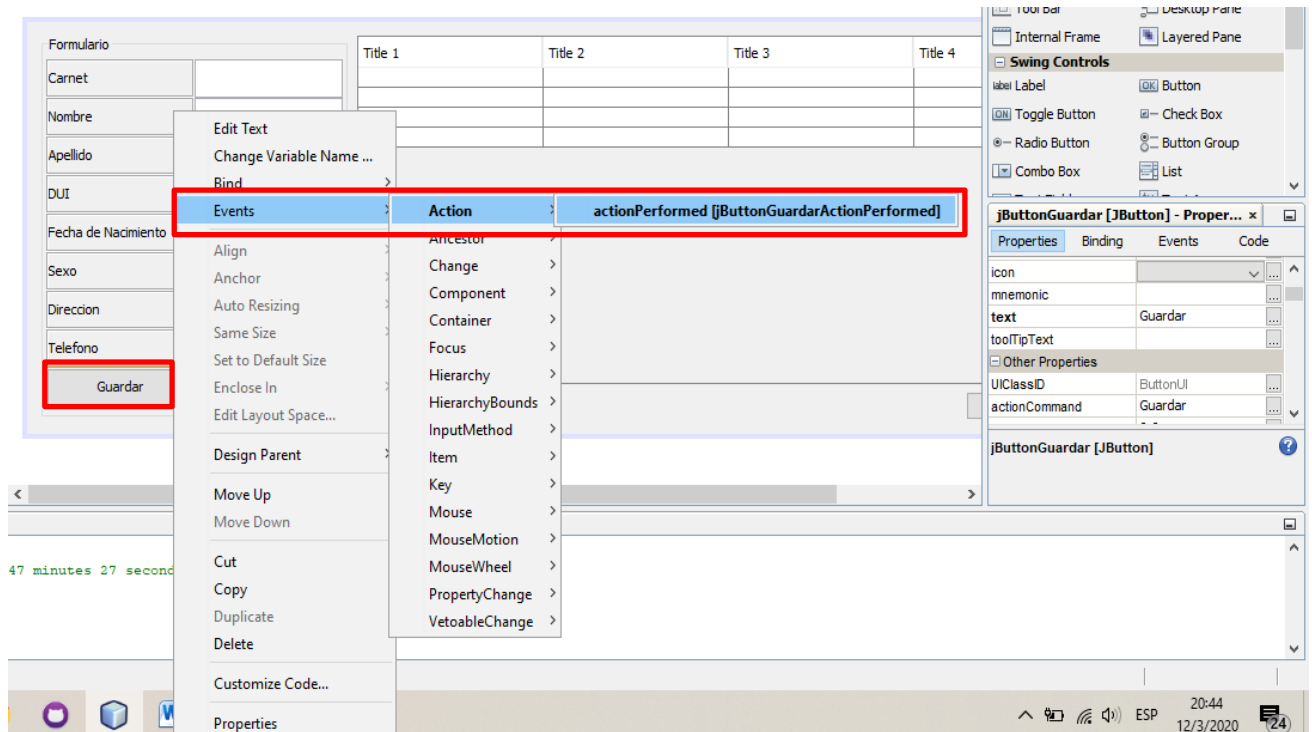 Tool Bar
Desktop Pane
Internal Frame
Layered Pane
Swing Controls
label Label
OK Button
ON Toggle Button
Check Box
Radio Button
Button Group
Combo Box
List
Formulario
Title 1
Title 2
Title 3
Title 4
Carnet
Nombre
Apellido
DUI
Fecha de Nacimiento
Sexo
Direccion
Telefono
Guardar
Edit Text
Change Variable Name ...
Bind
Events
Align
Anchor
Auto Resizing
Same Size
Set to Default Size
Enclose In
Edit Layout Space...
Design Parent
Move Up
Move Down
Cut
Copy
Duplicate
Delete
Customize Code...
Properties
Action
Ancestor
Change
Component
Container
Focus
Hierarchy
HierarchyBounds
InputMethod
Item
Key
Mouse
MouseMotion
MouseWheel
PropertyChange
VetoableChange
actionPerformed [jButtonGuardarActionPerformed]
jButtonGuardar [JButton] - Proper... ×
Properties
Binding
Events
Code
icon
...
mnemonic
...
text
Guardar
...
toolTipText
...
Other Properties
UIClassID
ButtonUI
...
actionCommand
Guardar
...
jButtonGuardar [JButton]
?
47 minutes 27 second
W
ESP
20:44
12/3/2020
24